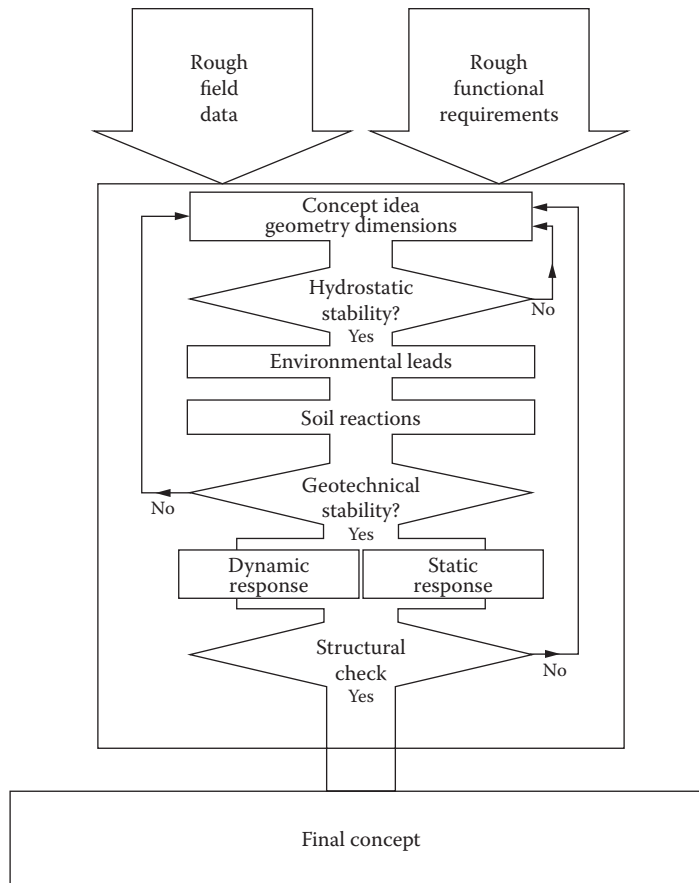 Rough
field
data
Rough
functional
requirements
Concept idea
geometry dimensions
Hydrostatic
stability?
No
Yes
Environmental leads
Soil reactions
Geotechnical
stability?
No
Yes
Dynamic
response
Static
response
Structural
check
No
Yes
Final concept